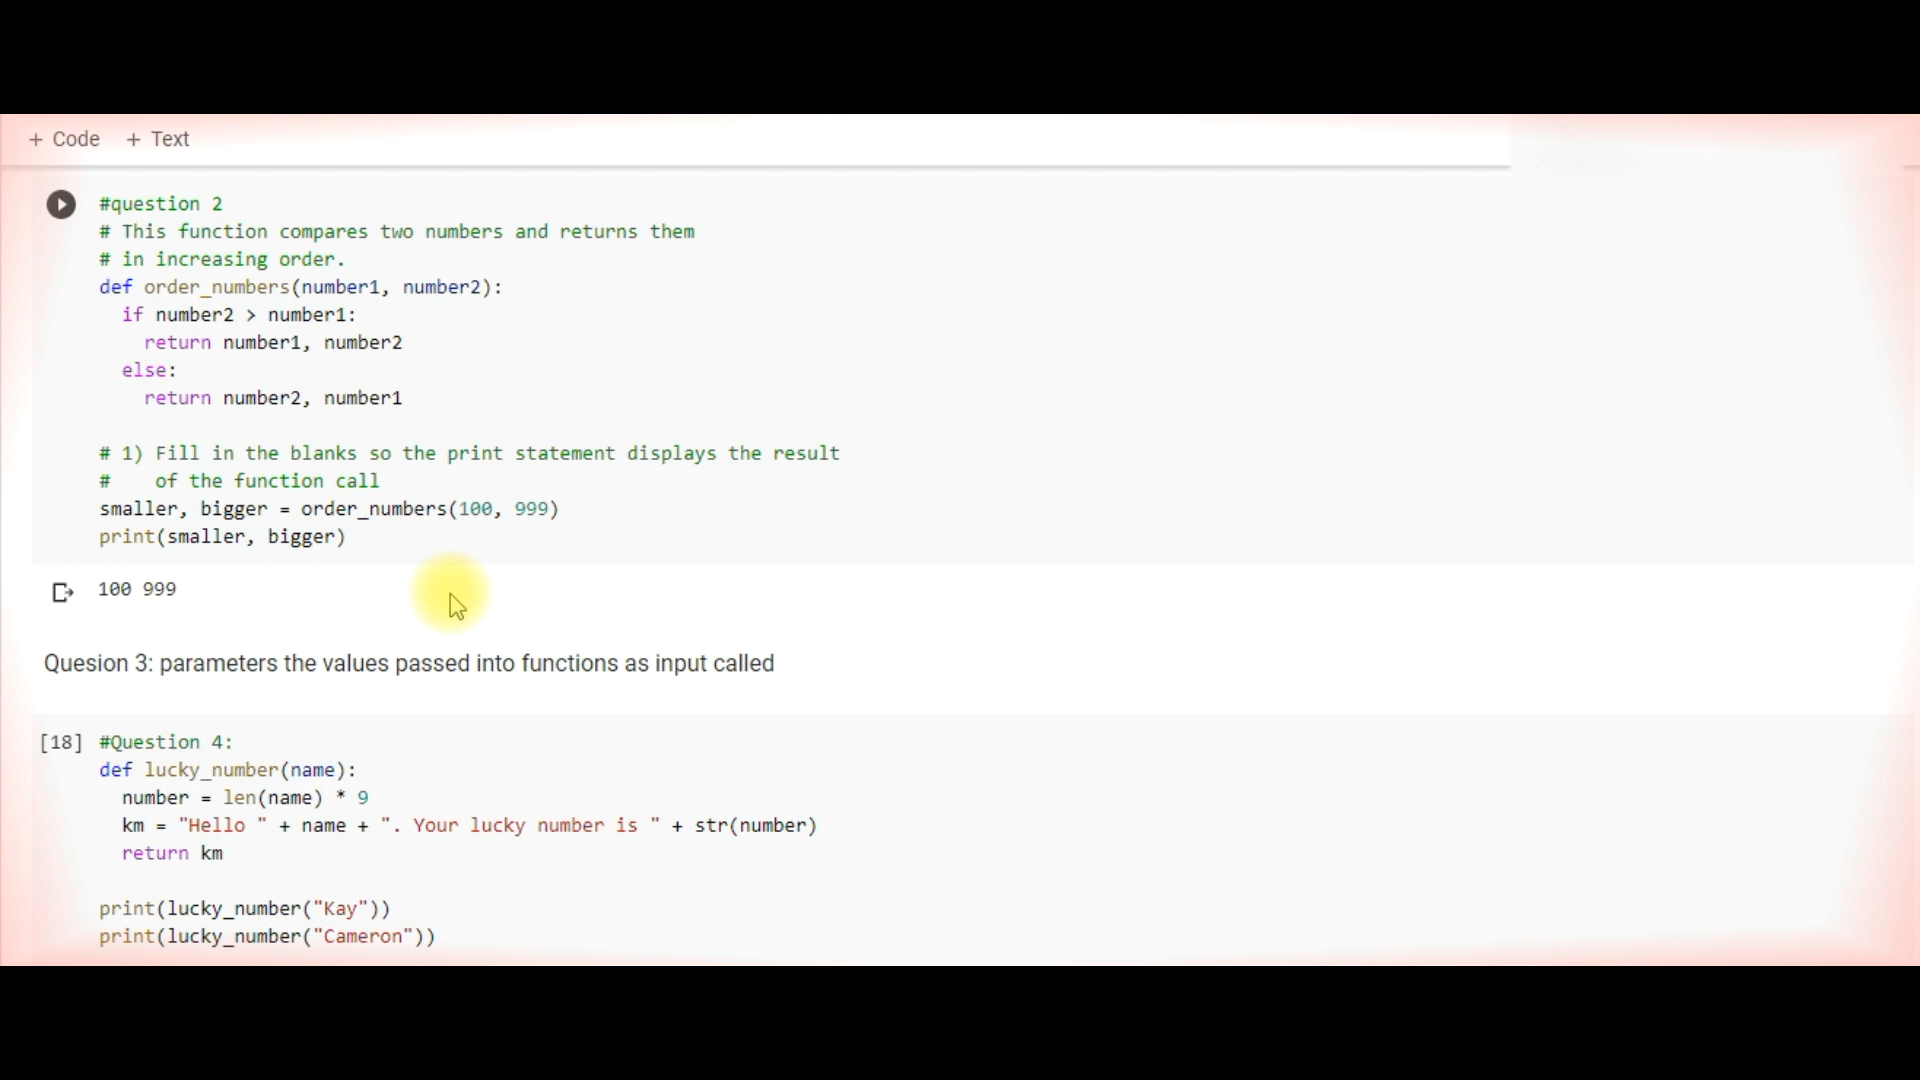 + Code + Text
#question 2
# This function compares two numbers and returns them
# in increasing order.
def order_numbers(number1, number2):
  if number2 > number1:
    return number1, number2
  else:
    return number2, number1
# 1) Fill in the blanks so the print statement displays the result
#    of the function call
smaller, bigger = order_numbers(100, 999)
print(smaller, bigger)
100 999
Quesion 3: parameters the values passed into functions as input called
[18] #Question 4:
def lucky_number(name):
  number = len(name) * 9
  km = "Hello " + name + ". Your lucky number is " + str(number)
  return km
print(lucky_number("Kay"))
print(lucky_number("Cameron"))